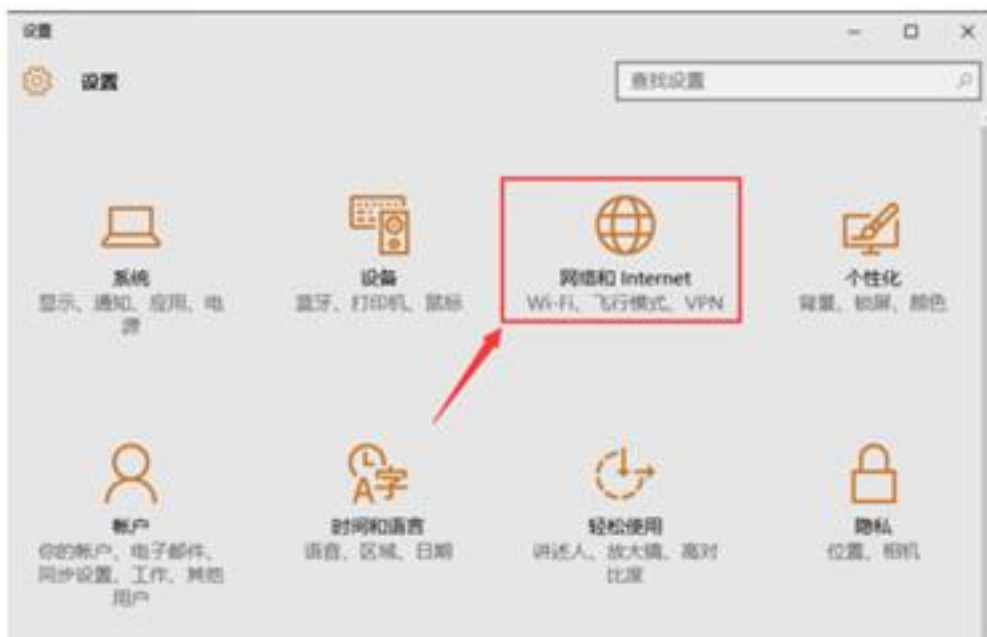 设置
设置
查找设置
系统
显示、通知、应用、电
源
设备
蓝牙、打印机、鼠标
网络和 Internet
Wi-Fi、飞行模式、VPN
个性化
背景、锁屏、颜色
帐户
你的帐户、电子邮件、
同步设置、工作、其他
用户
时间和语言
语音、区域、日期
轻松使用
讲述人、放大镜、高对
比度
隐私
位置、相机